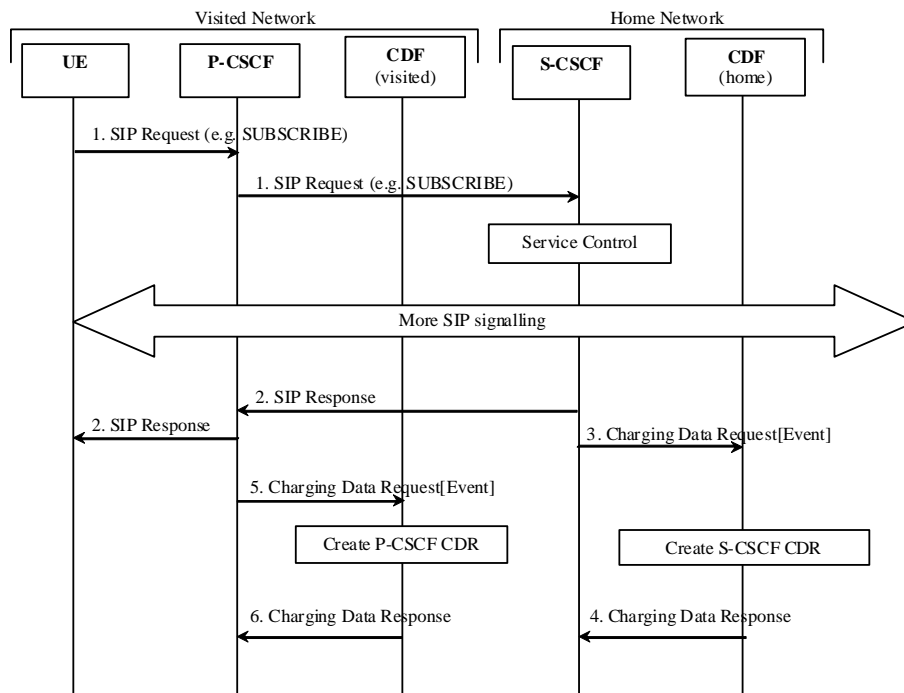 Visited Network
Home Network
UE
P-CSCF
CDF
(visited)
S-CSCF
CDF
(home)
1. SIP Request (e.g. SUBSCRIBE)
1. SIP Request (e.g. SUBSCRIBE)
Service Control
More SIP signalling
2. SIP Response
2. SIP Response
3. Charging Data Request[Event]
5. Charging Data Request[Event]
Create P-CSCF CDR
Create S-CSCF CDR
6. Charging Data Response
4. Charging Data Response